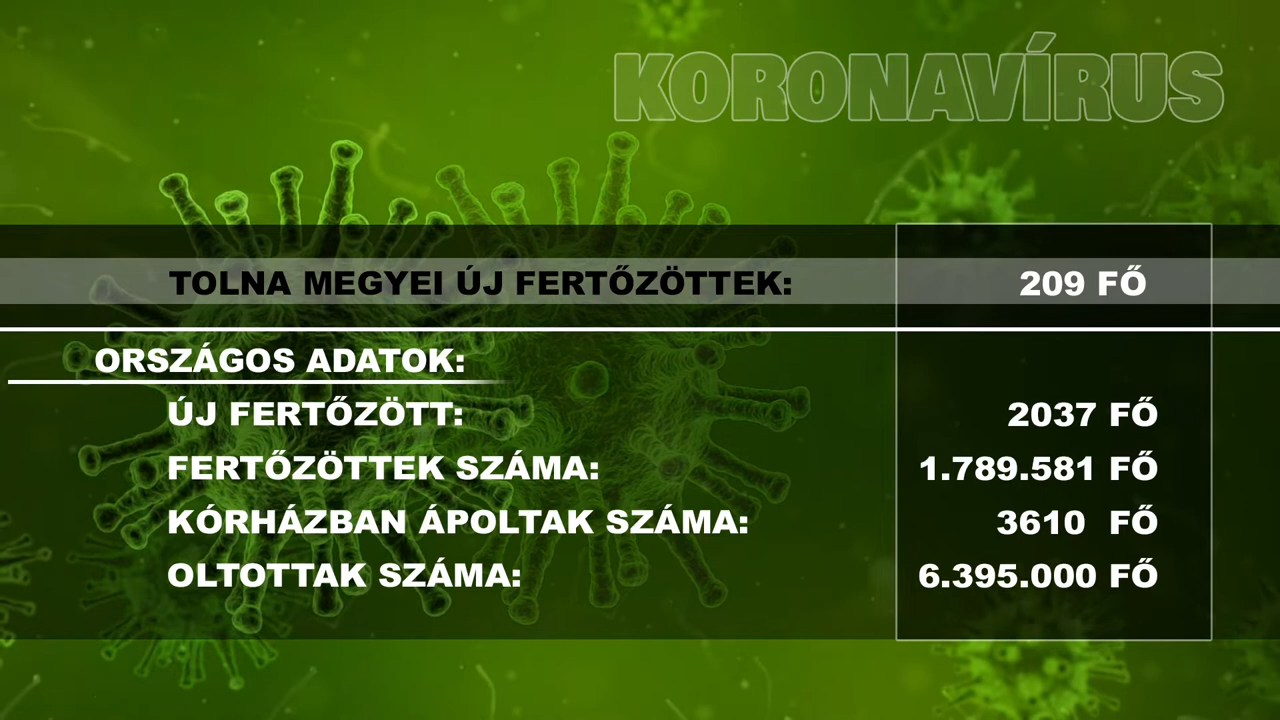 KORONAVÍRUS
TOLNA MEGYEI ÚJ FERTŐZÖTTEK: 209 FŐ
ORSZÁGOS ADATOK:
ÚJ FERTŐZÖTT: 2037 FŐ
FERTŐZÖTTEK SZÁMA: 1.789.581 FŐ
KÓRHÁZBAN ÁPOLTAK SZÁMA: 3610 FŐ
OLTOTTAK SZÁMA: 6.395.000 FŐ